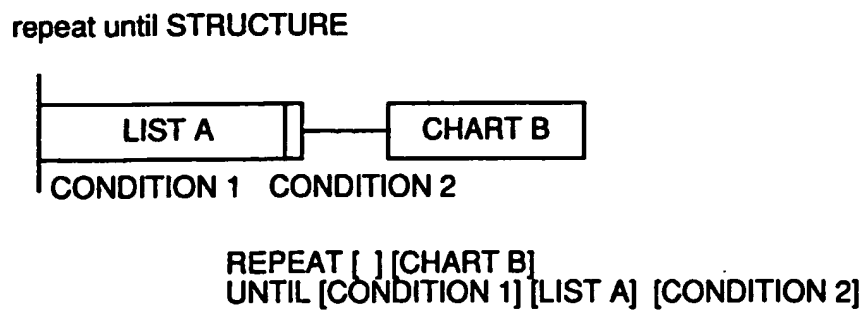 repeat until STRUCTURE
LIST A
CHART B
CONDITION 1 CONDITION 2
REPEAT [ ] [CHART B]
UNTIL [CONDITION 1] [LIST A] [CONDITION 2]